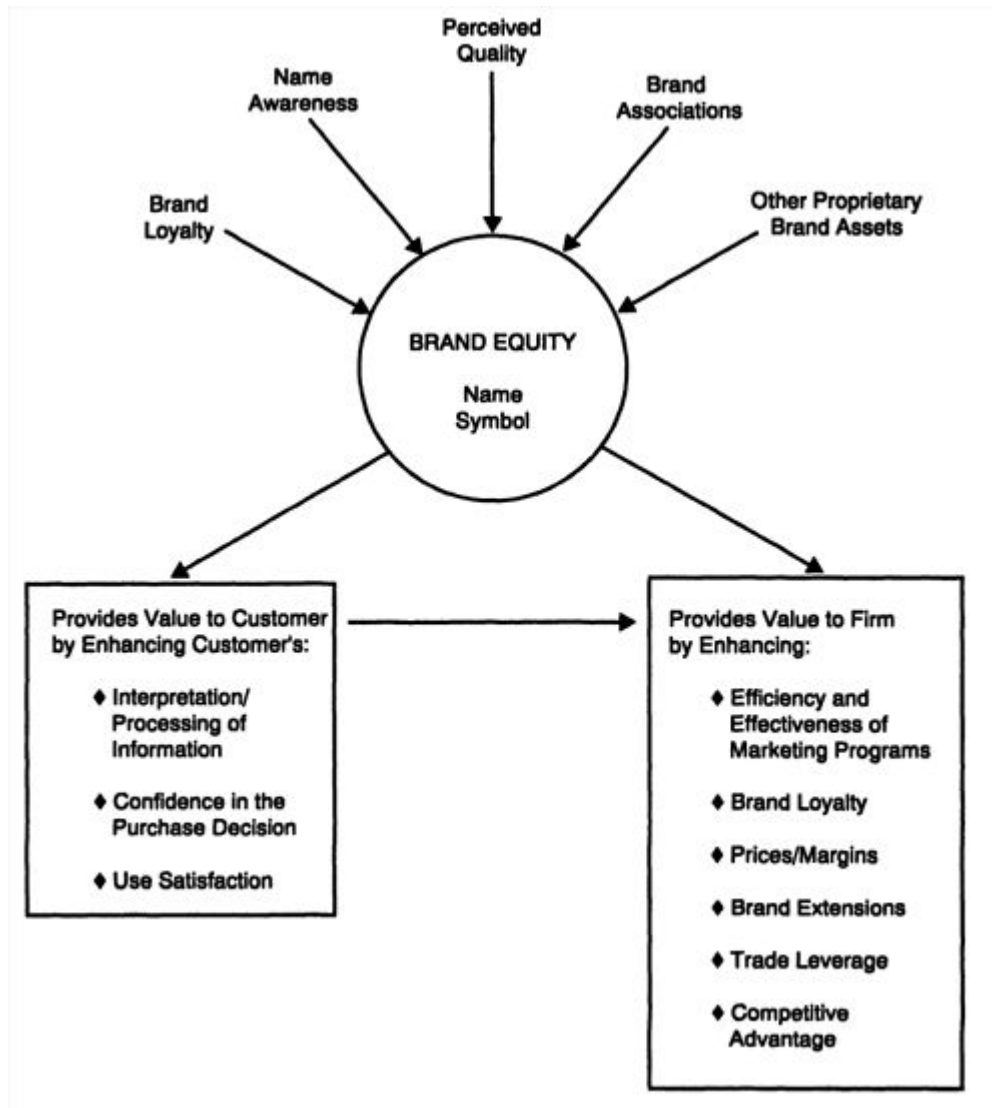 Perceived
Quality
Name
Awareness
Brand
Associations
Brand
Loyalty
Other Proprietary
Brand Assets
BRAND EQUITY
Name
Symbol
Provides Value to Customer
by Enhancing Customer's:
♦ Interpretation/
Processing of
Information
♦ Confidence in the
Purchase Decision
♦ Use Satisfaction
Provides Value to Firm
by Enhancing:
♦ Efficiency and
Effectiveness of
Marketing Programs
♦ Brand Loyalty
♦ Prices/Margins
♦ Brand Extensions
♦ Trade Leverage
♦ Competitive
Advantage